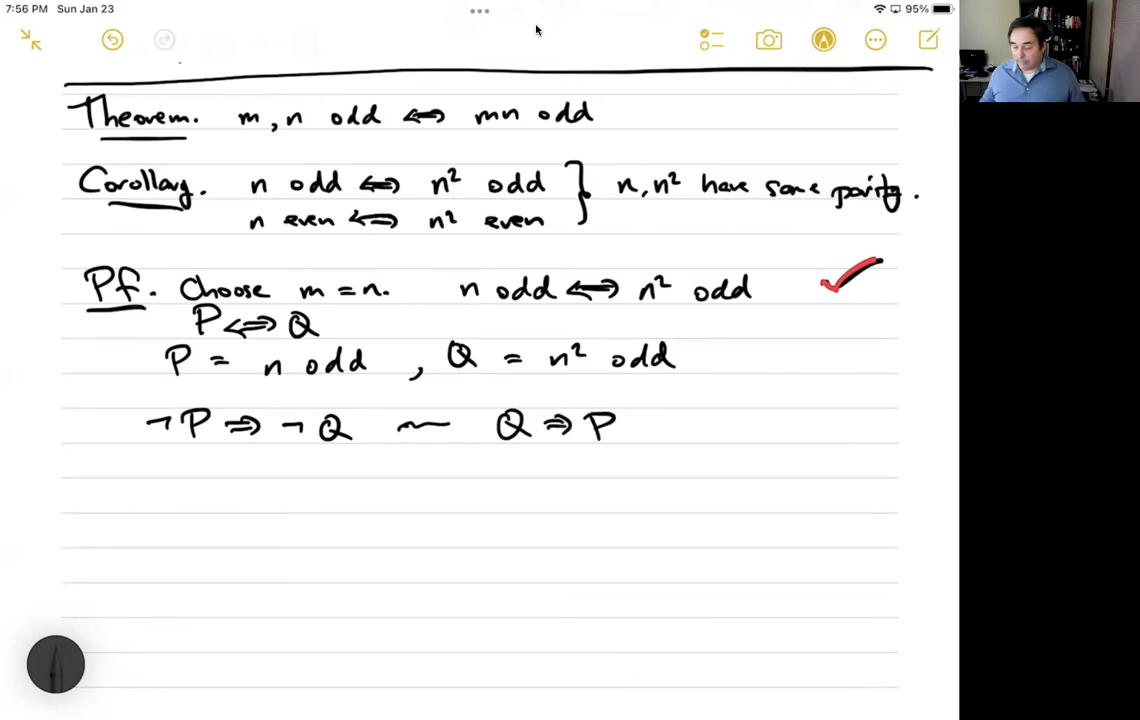 7:56 PM Sun Jan 23 95%
Theorem. m, n odd ⟺ mn odd
Corollary. n odd ⟺ n² odd } n, n² have same parity.
n even ⟺ n² even
Pf. Choose m = n. n odd ⟺ n² odd ✓
P ⟺ Q
P = n odd, Q = n² odd
¬P ⇒ ¬Q ~ Q ⇒ P